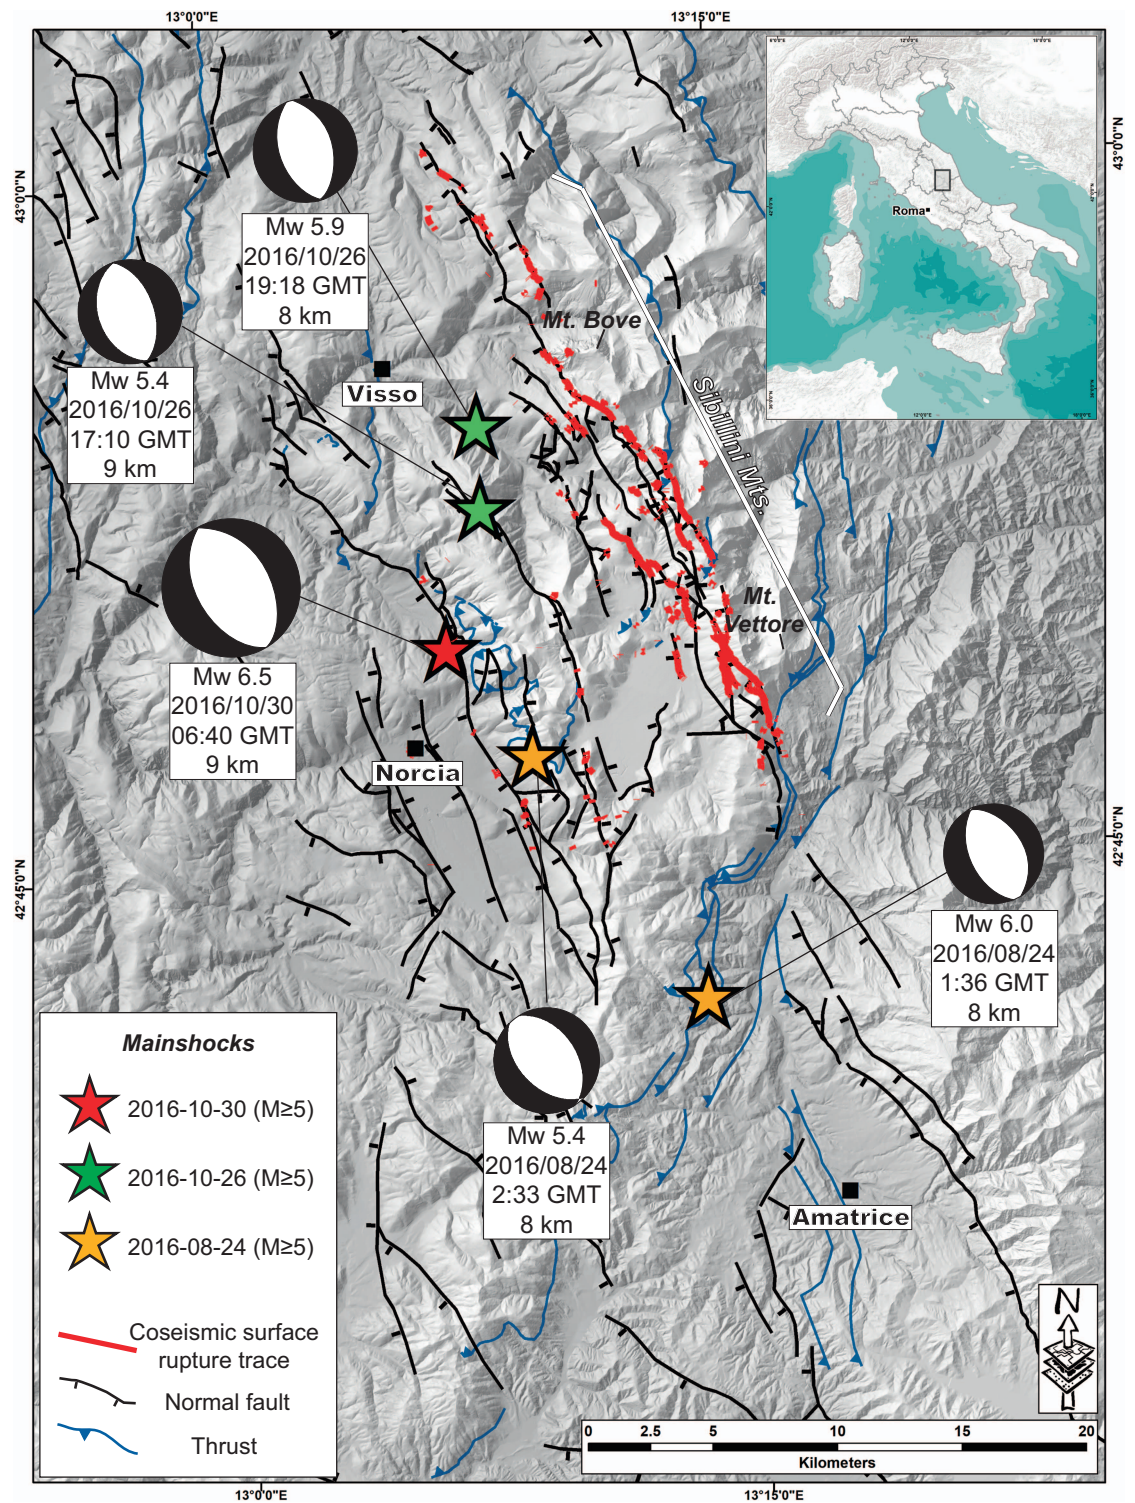 13°0'0"E
13°15'0"E
43°0'0"N
43°0'0"N
Roma
Mw 5.9
2016/10/26
19:18 GMT
8 km
Mw 5.4
2016/10/26
17:10 GMT
9 km
Mt. Bove
Visso
Sibillini Mts.
Mt.
Vettore
Mw 6.5
2016/10/30
06:40 GMT
9 km
Norcia
42°45'0"N
42°45'0"N
Mw 6.0
2016/08/24
1:36 GMT
8 km
Mw 5.4
2016/08/24
2:33 GMT
8 km
Amatrice
Mainshocks
2016-10-30 (M≥5)
2016-10-26 (M≥5)
2016-08-24 (M≥5)
Coseismic surface
rupture trace
Normal fault
Thrust
N
0 2.5 5 10 15 20
Kilometers
13°0'0"E
13°15'0"E